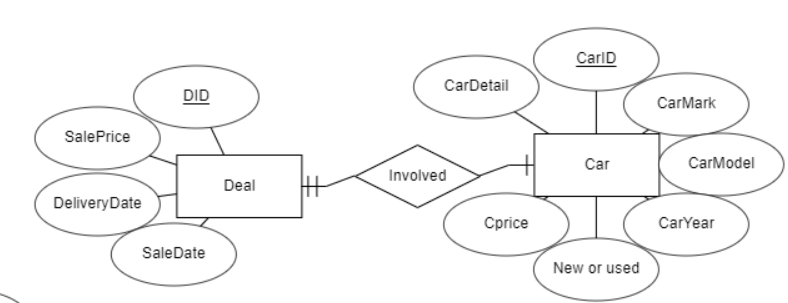 CarID
CarDetail
DID
CarMark
SalePrice
CarModel
Involved
Car
Deal
DeliveryDate
Cprice
CarYear
SaleDate
New or used